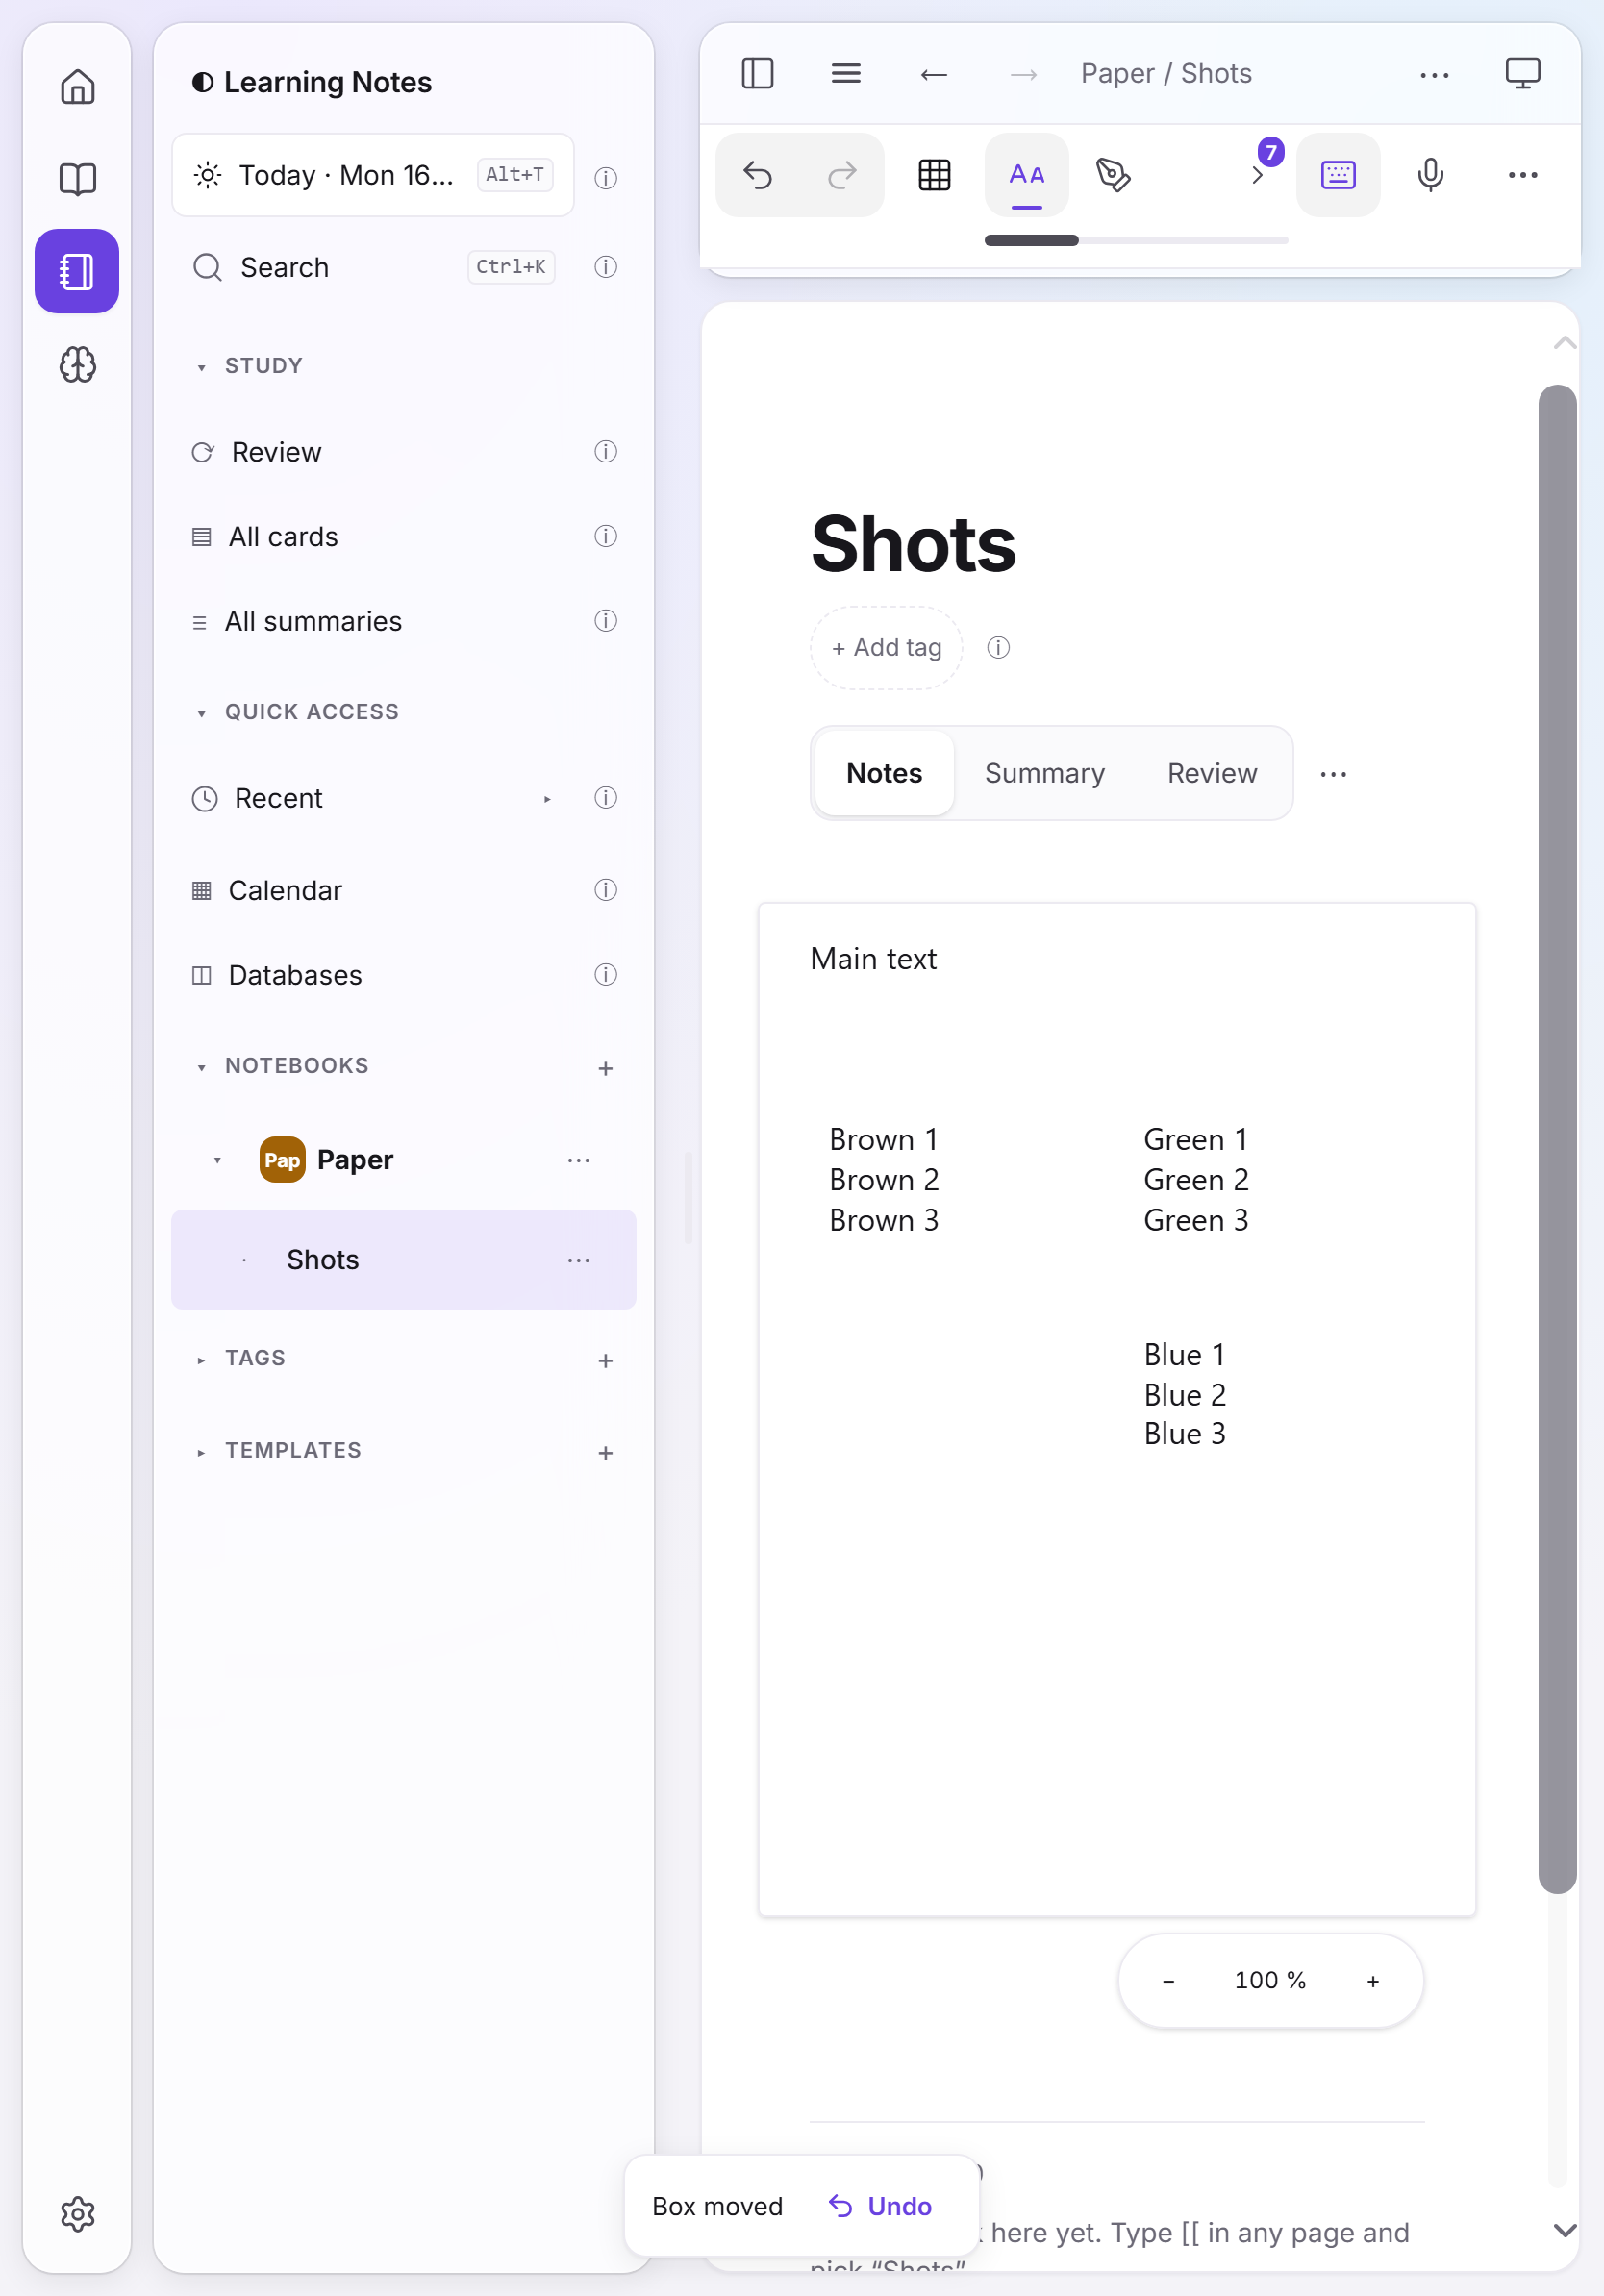 Learning Notes
Today · Mon 16... Alt+T
Search Ctrl+K
STUDY
Review
All cards
All summaries
QUICK ACCESS
Recent
Calendar
Databases
NOTEBOOKS +
Pap Paper
Shots
TAGS +
TEMPLATES +
Paper / Shots
AA
7
Shots
+ Add tag
Notes Summary Review
Main text
Brown 1
Brown 2
Brown 3
Green 1
Green 2
Green 3
Blue 1
Blue 2
Blue 3
− 100 % +
Box moved Undo
here yet. Type [[ in any page and
pick “Shots”